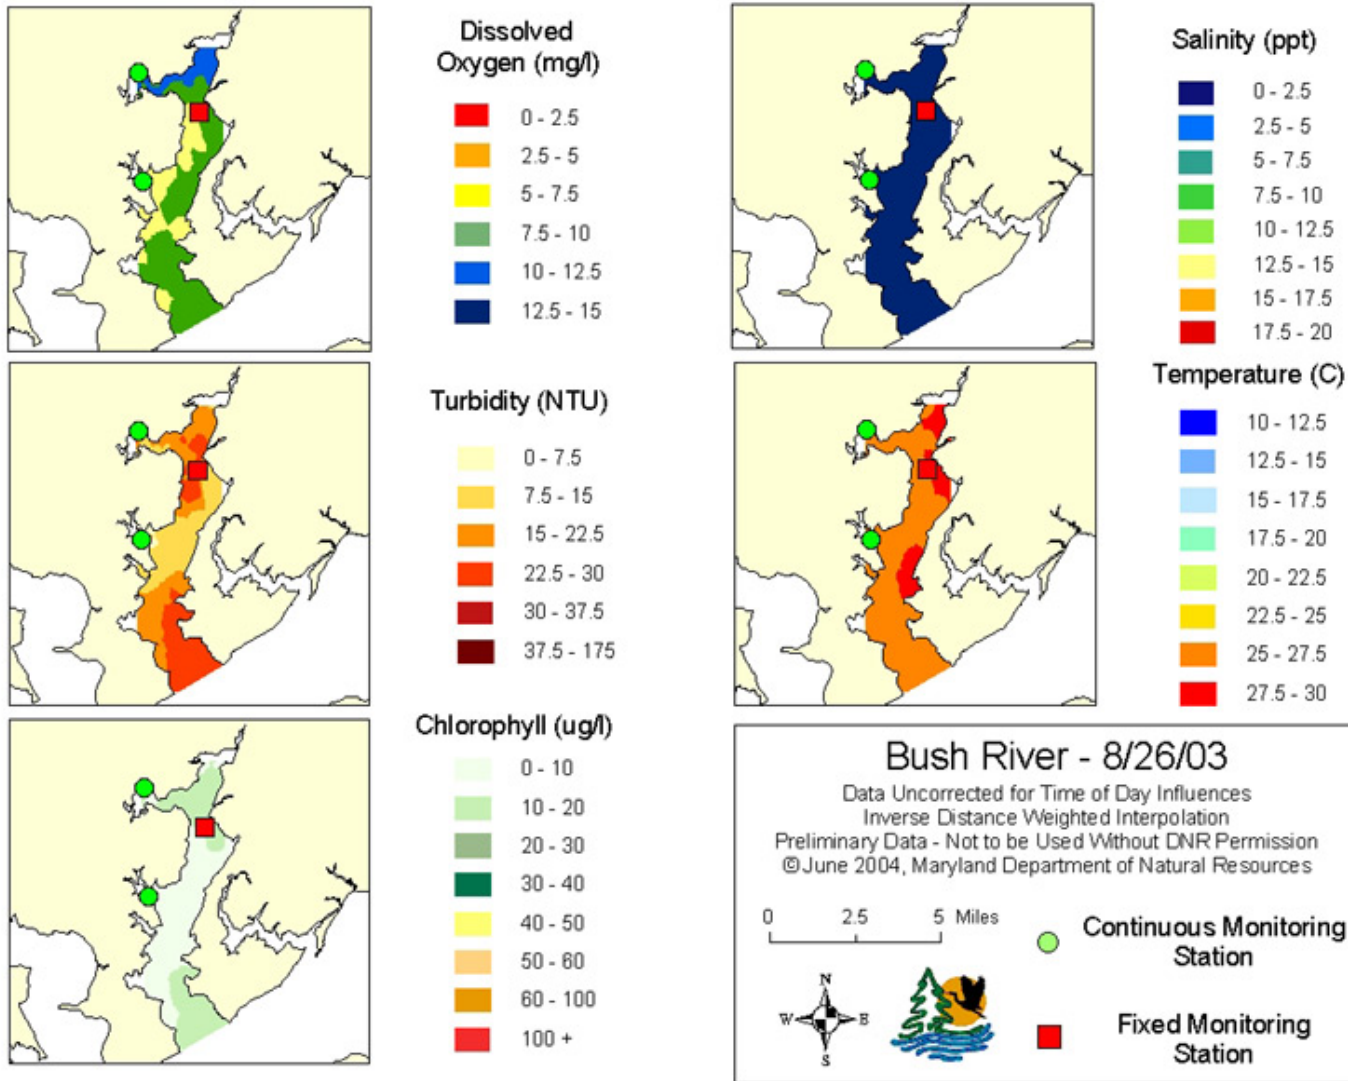 Dissolved
Oxygen (mg/l)
0 - 2.5
2.5 - 5
5 - 7.5
7.5 - 10
10 - 12.5
12.5 - 15
Salinity (ppt)
0 - 2.5
2.5 - 5
5 - 7.5
7.5 - 10
10 - 12.5
12.5 - 15
15 - 17.5
17.5 - 20
Turbidity (NTU)
0 - 7.5
7.5 - 15
15 - 22.5
22.5 - 30
30 - 37.5
37.5 - 175
Temperature (C)
10 - 12.5
12.5 - 15
15 - 17.5
17.5 - 20
20 - 22.5
22.5 - 25
25 - 27.5
27.5 - 30
Chlorophyll (ug/l)
0 - 10
10 - 20
20 - 30
30 - 40
40 - 50
50 - 60
60 - 100
100 +
Bush River - 8/26/03
Data Uncorrected for Time of Day Influences
Inverse Distance Weighted Interpolation
Preliminary Data - Not to be Used Without DNR Permission
©June 2004, Maryland Department of Natural Resources
0 2.5 5 Miles
N
W E
S
Continuous Monitoring
Station
Fixed Monitoring
Station